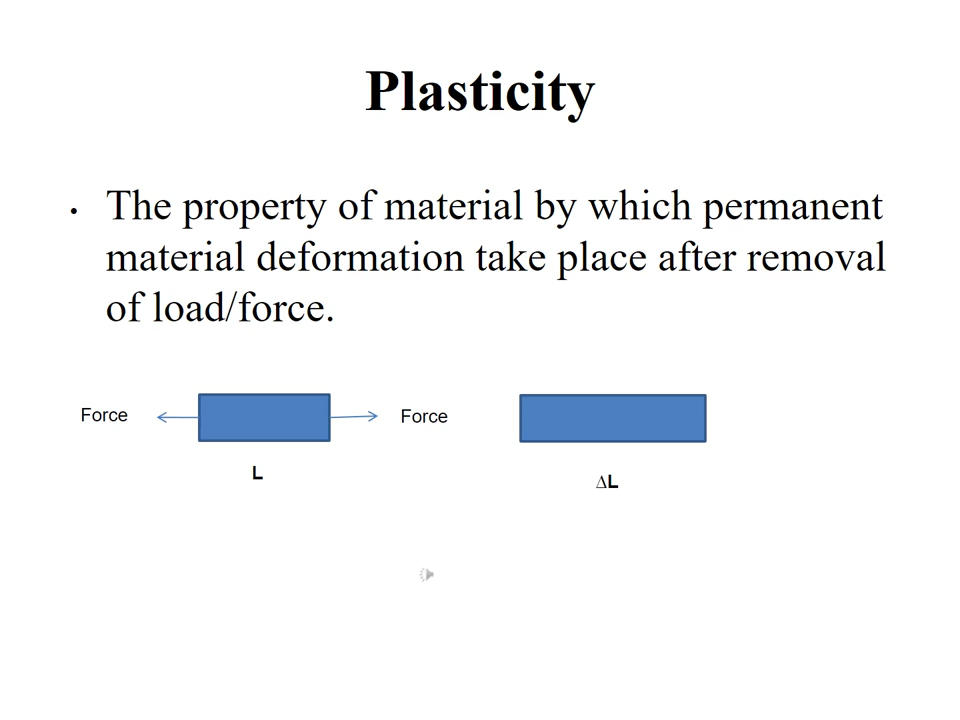 Plasticity
• The property of material by which permanent
material deformation take place after removal
of load/force.
Force
Force
L
∆L